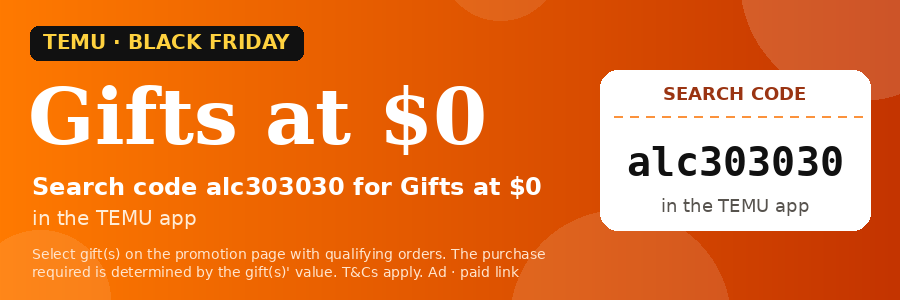 TEMU · BLACK FRIDAY
Gifts at $0
Search code alc303030 for Gifts at $0
in the TEMU app
Select gift(s) on the promotion page with qualifying orders. The purchase
required is determined by the gift(s)' value. T&Cs apply. Ad · paid link
SEARCH CODE
alc303030
in the TEMU app